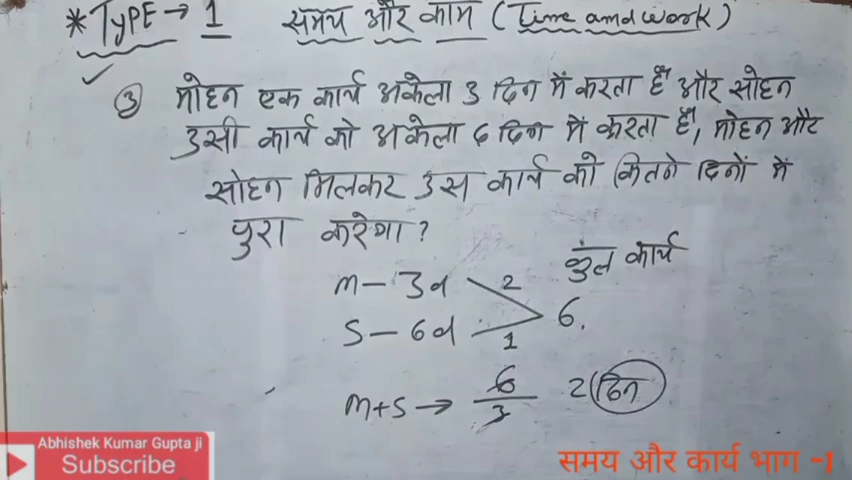 *TYPE→ 1 समय और काम (Time and work)
③ मोहन एक कार्य अकेला 3 दिन में करता हैं और सोहन
उसी कार्य को अकेला 6 दिन में करता हैं, मोहन और
सोहन मिलकर उस कार्य को कितने दिनों में
पुरा करेगा?
कुल कार्य
M – 3d 2
6.
S – 6d 1
M+S → 6/3 2 दिन
Abhishek Kumar Gupta ji
Subscribe
समय और कार्य भाग -1